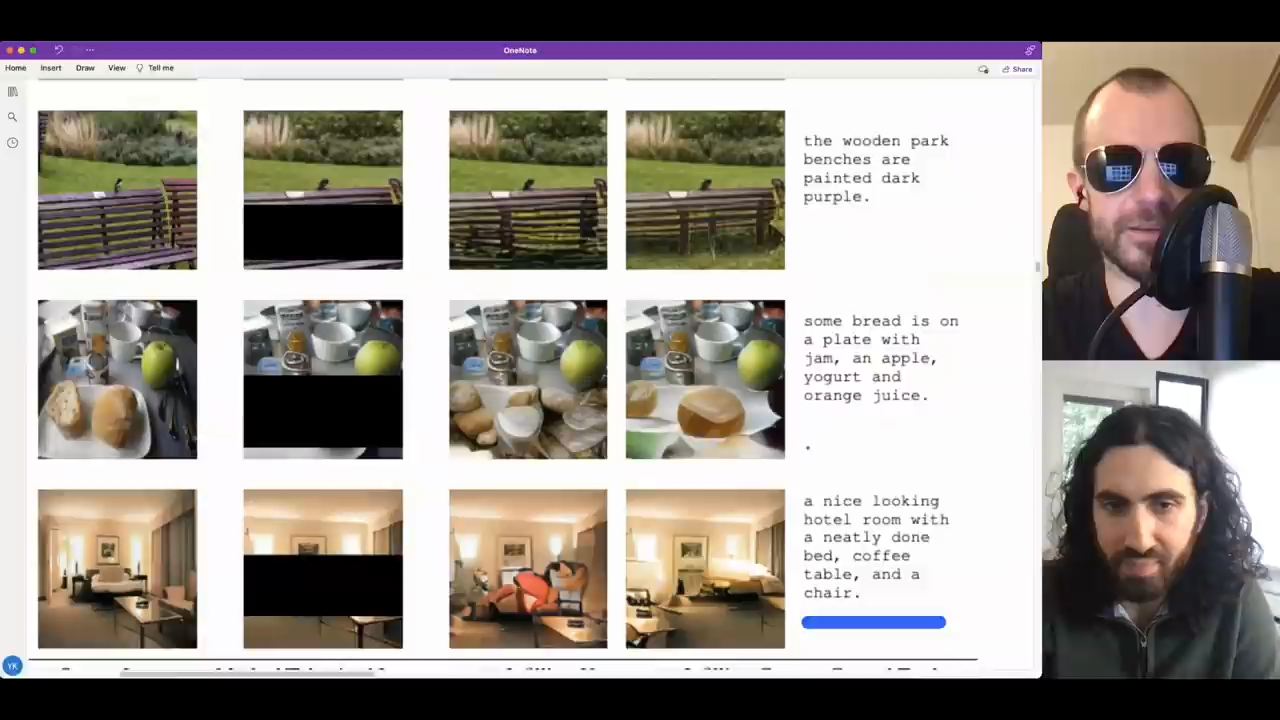 OneNote
Home Insert Draw View Tell me
Share
the wooden park
benches are
painted dark
purple.
some bread is on
a plate with
jam, an apple,
yogurt and
orange juice.
.
a nice looking
hotel room with
a neatly done
bed, coffee
table, and a
chair.
YK